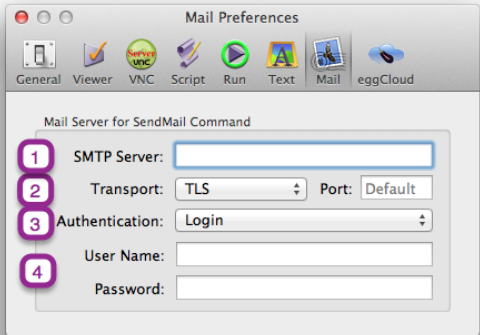 Mail Preferences
Server
vnc
General Viewer VNC Script Run Text Mail eggCloud
Mail Server for SendMail Command
1 SMTP Server:
2 Transport: TLS Port: Default
3 Authentication: Login
User Name:
4
Password: